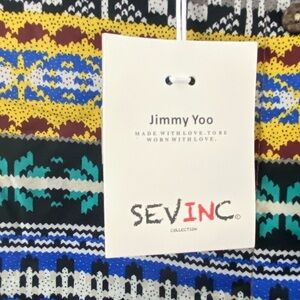 Jimmy Yoo
MADE WITH LOVE. TO BE
WORN WITH LOVE.
SEVINC©
COLLECTION